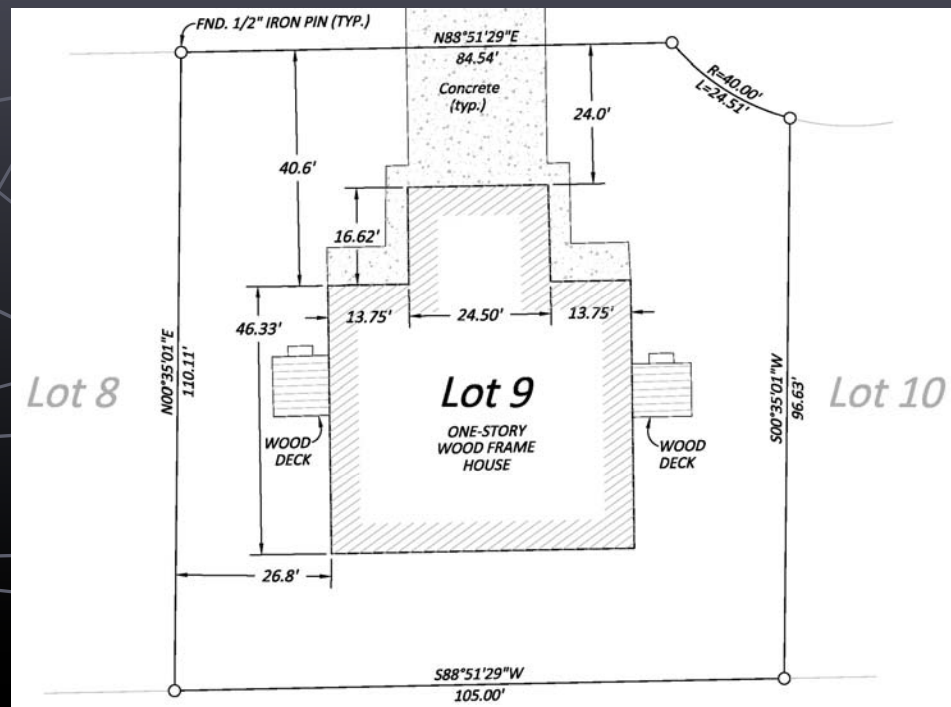 FND. 1/2" IRON PIN (TYP.)
N88°51'29"E
84.54'
R=40.00'
L=24.51'
Concrete
(typ.)
24.0'
40.6'
16.62'
13.75'
24.50'
13.75'
46.33'
N00°35'01"E
110.11'
Lot 8
Lot 9
ONE-STORY
WOOD FRAME
HOUSE
WOOD
DECK
WOOD
DECK
S00°35'01"W
96.63'
Lot 10
26.8'
S88°51'29"W
105.00'